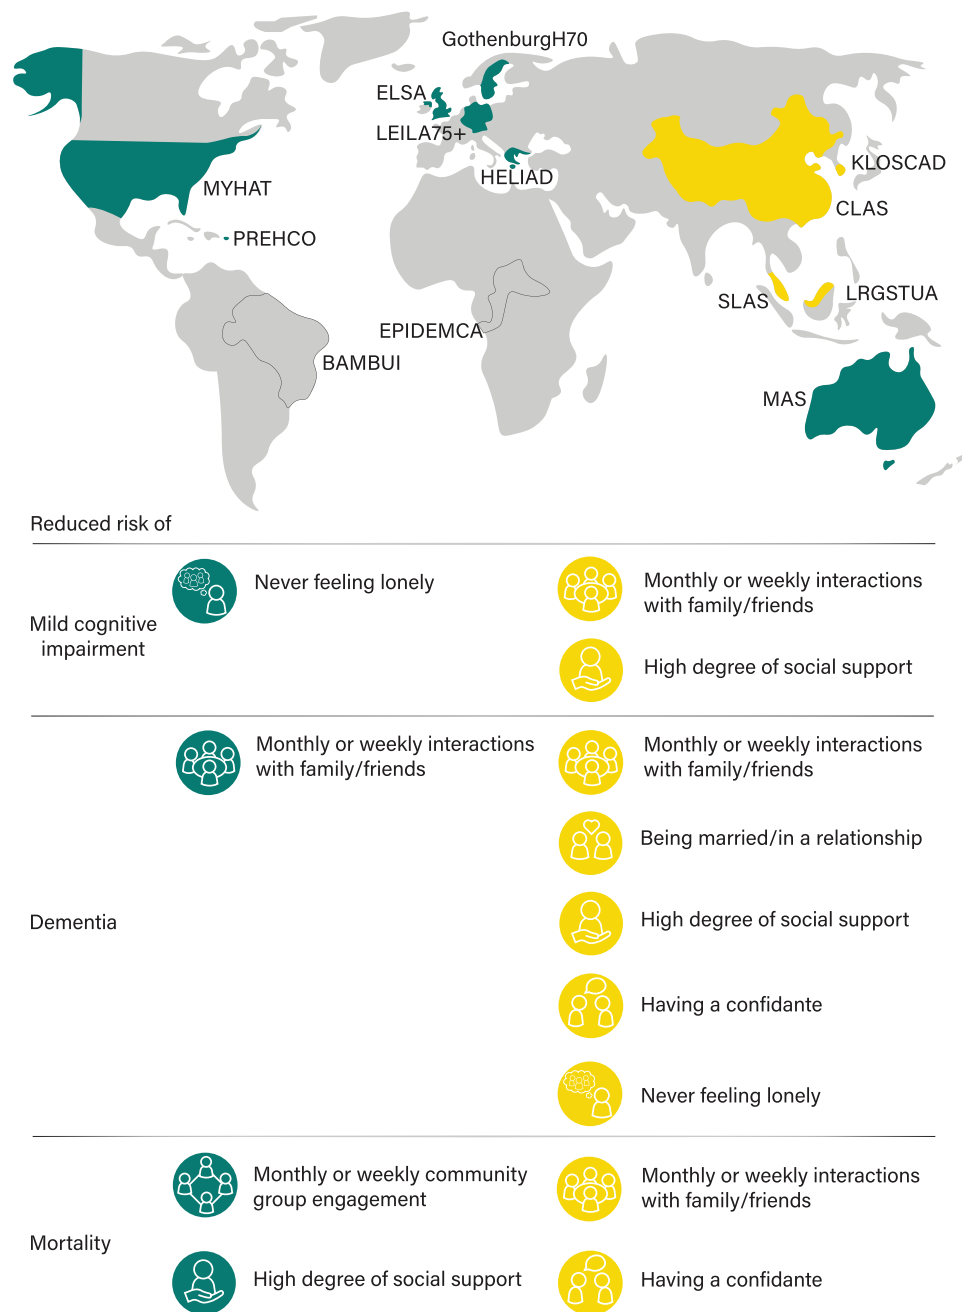 GothenburgH70
ELSA
LEILA75+
HELIAD
MYHAT
PREHCO
KLOSCAD
CLAS
SLAS
LRGSTUA
EPIDEMCA
BAMBUI
MAS
Reduced risk of
Mild cognitive
impairment
Never feeling lonely
Monthly or weekly interactions
with family/friends
High degree of social support
Dementia
Monthly or weekly interactions
with family/friends
Monthly or weekly interactions
with family/friends
Being married/in a relationship
High degree of social support
Having a confidante
Never feeling lonely
Mortality
Monthly or weekly community
group engagement
High degree of social support
Monthly or weekly interactions
with family/friends
Having a confidante